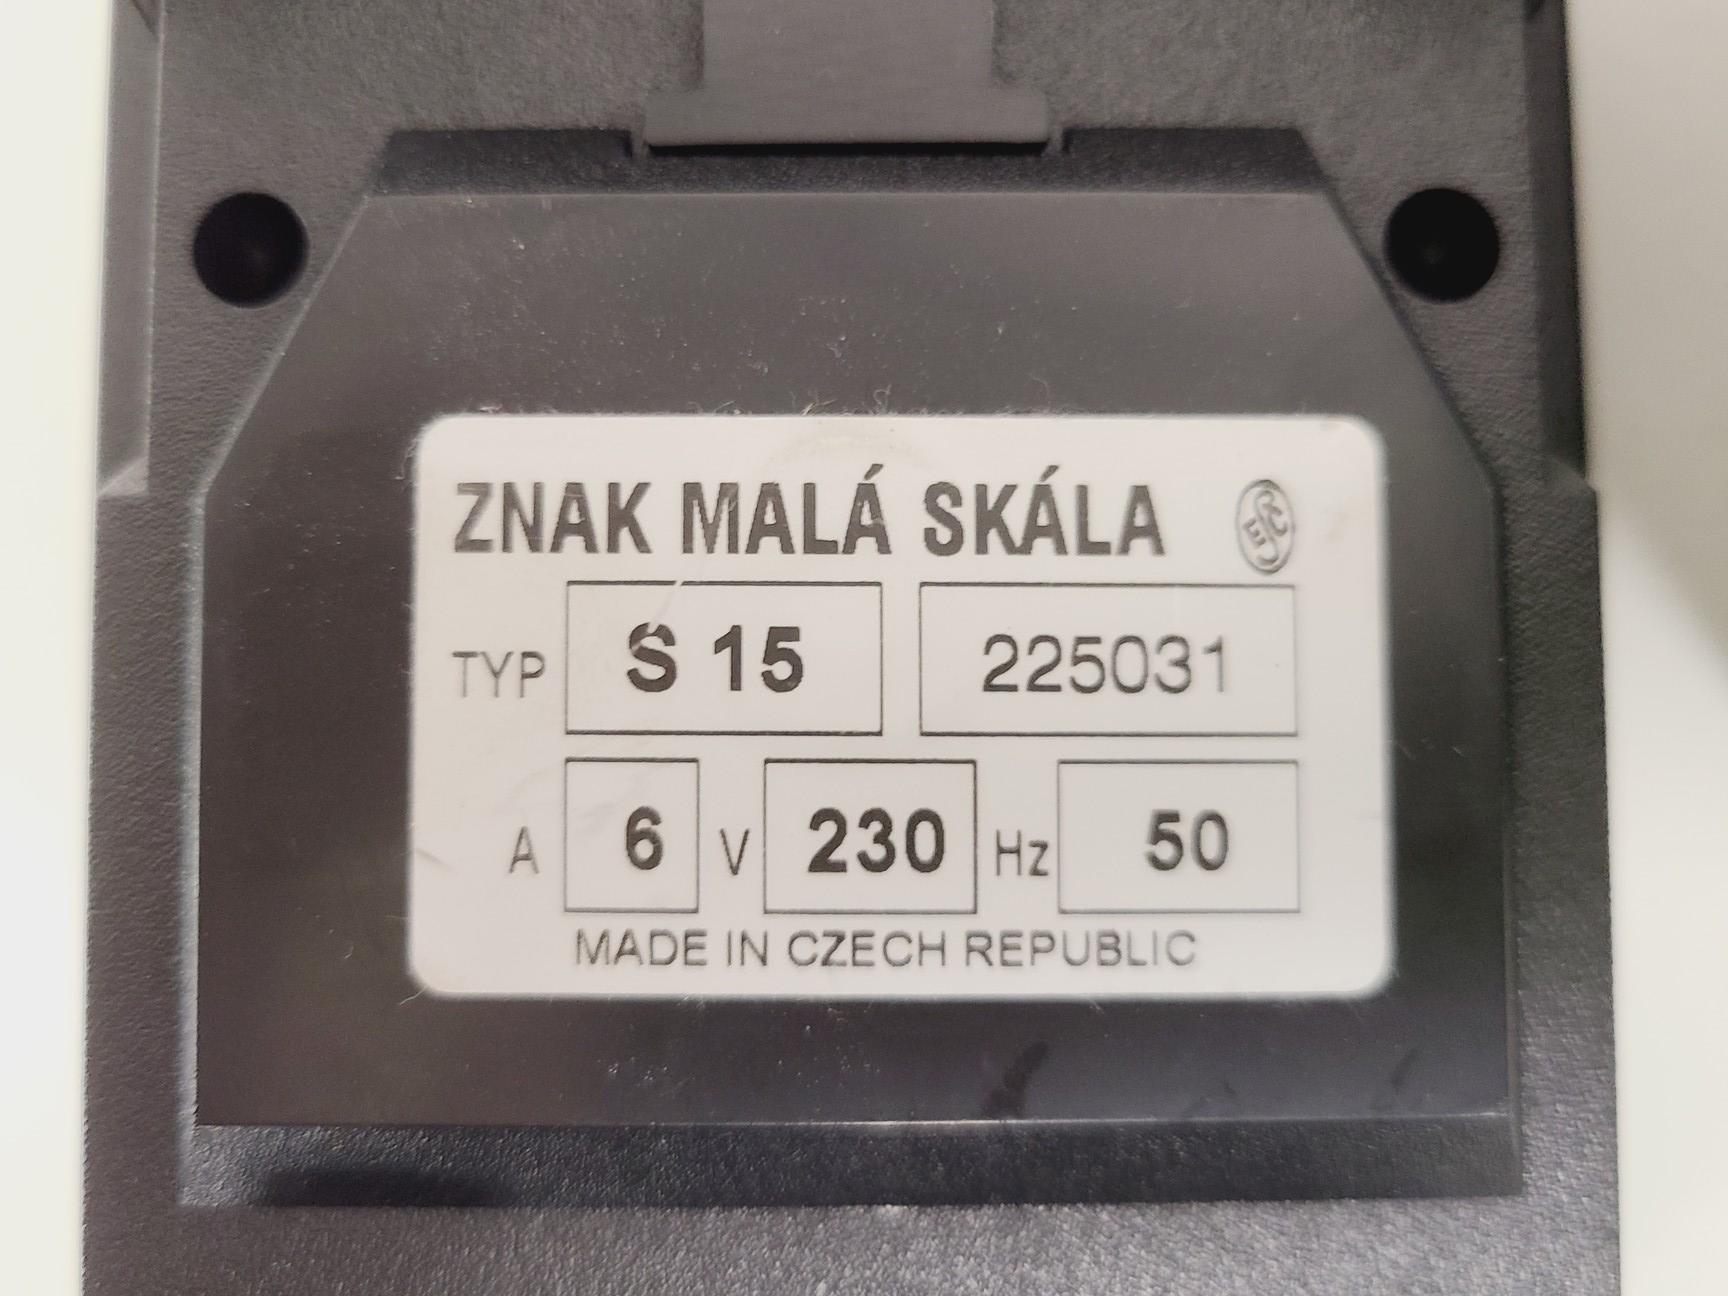 ZNAK MALÁ SKÁLA
TYP S 15 225031
A 6 V 230 Hz 50
MADE IN CZECH REPUBLIC